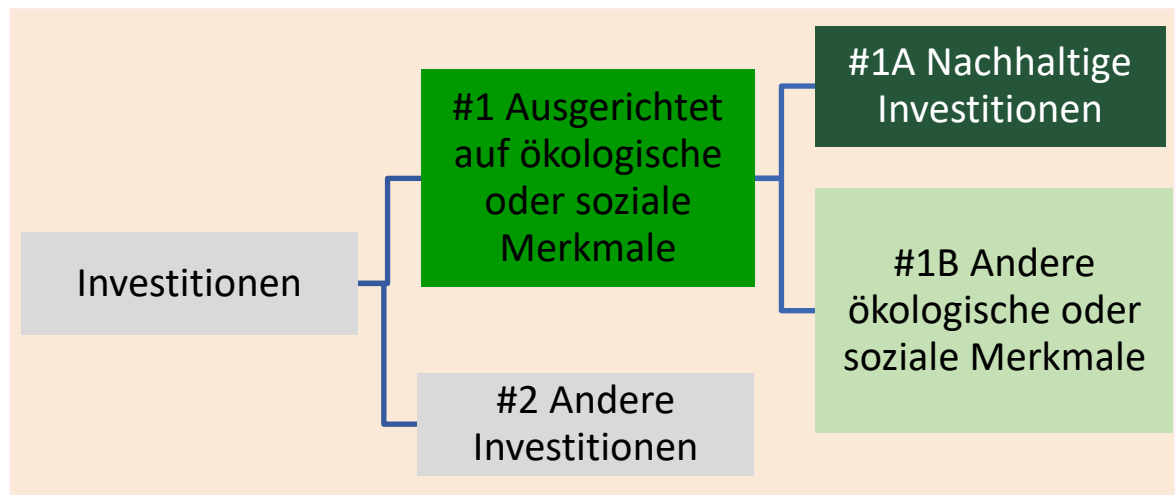 Investitionen
#1 Ausgerichtet
auf ökologische
oder soziale
Merkmale
#2 Andere
Investitionen
#1A Nachhaltige
Investitionen
#1B Andere
ökologische oder
soziale Merkmale